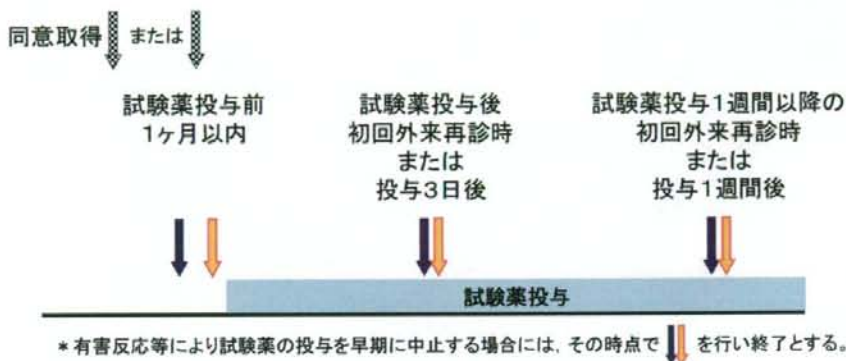 同意取得 または
試験薬投与前
1ヶ月以内
試験薬投与後
初回外来再診時
または
投与3日後
試験薬投与1週間以降の
初回外来再診時
または
投与1週間後
試験薬投与
*有害反応等により試験薬の投与を早期に中止する場合には,その時点で を行い終了とする。